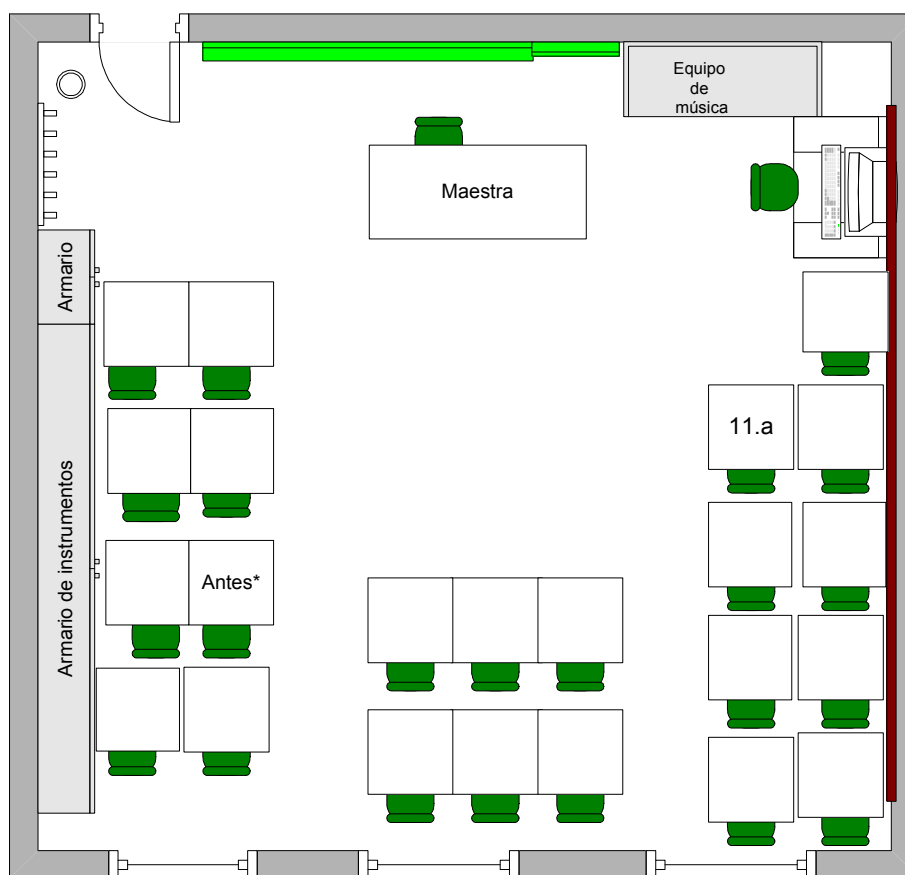 Equipo
de
música
Maestra
Armario
11.a
Armario de instrumentos
Antes*